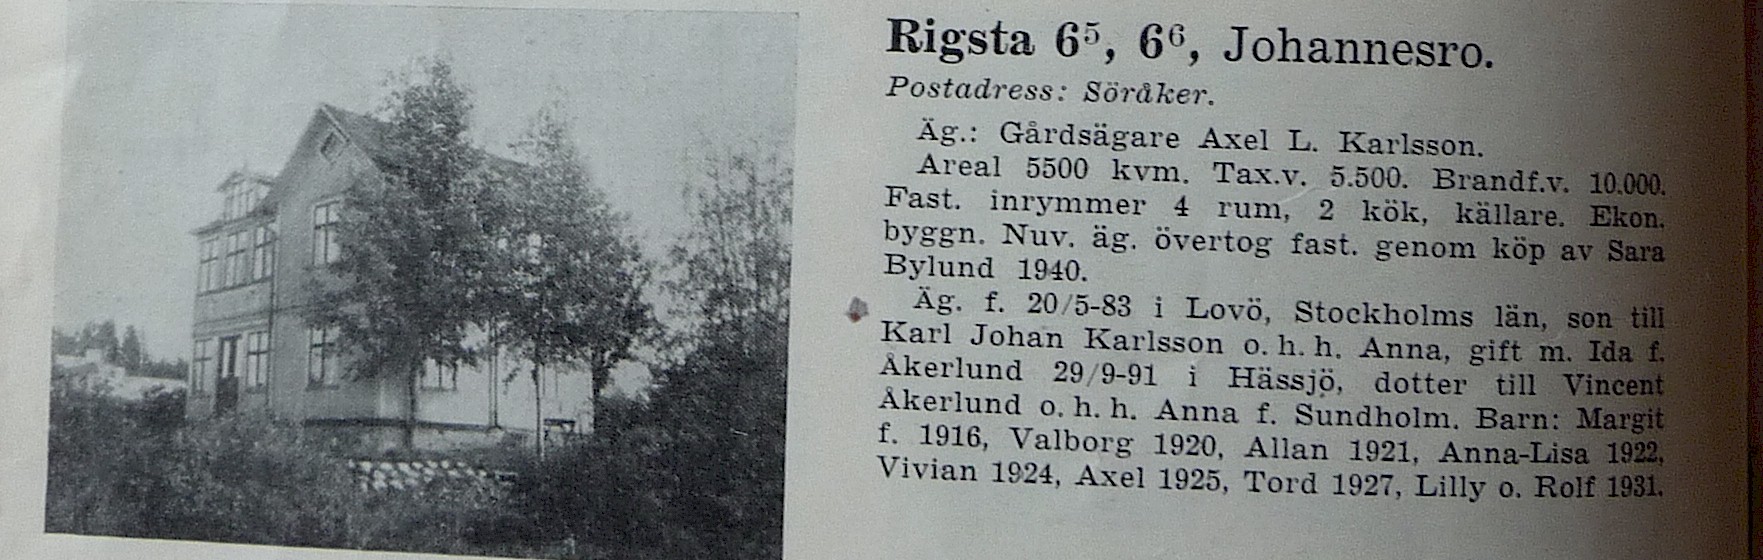 Rigsta 6⁵, 6⁶, Johannesro.
Postadress: Söråker.
Äg.: Gårdsägare Axel L. Karlsson.
Areal 5500 kvm. Tax.v. 5.500. Brandf.v. 10.000.
Fast. inrymmer 4 rum, 2 kök, källare. Ekon.
byggn. Nuv. äg. övertog fast. genom köp av Sara
Bylund 1940.
Äg. f. 20/5-83 i Lovö, Stockholms län, son till
Karl Johan Karlsson o. h. h. Anna, gift m. Ida f.
Åkerlund 29/9-91 i Hässjö, dotter till Vincent
Åkerlund o. h. h. Anna f. Sundholm. Barn: Margit
f. 1916, Valborg 1920, Allan 1921, Anna-Lisa 1922,
Vivian 1924, Axel 1925, Tord 1927, Lilly o. Rolf 1931.